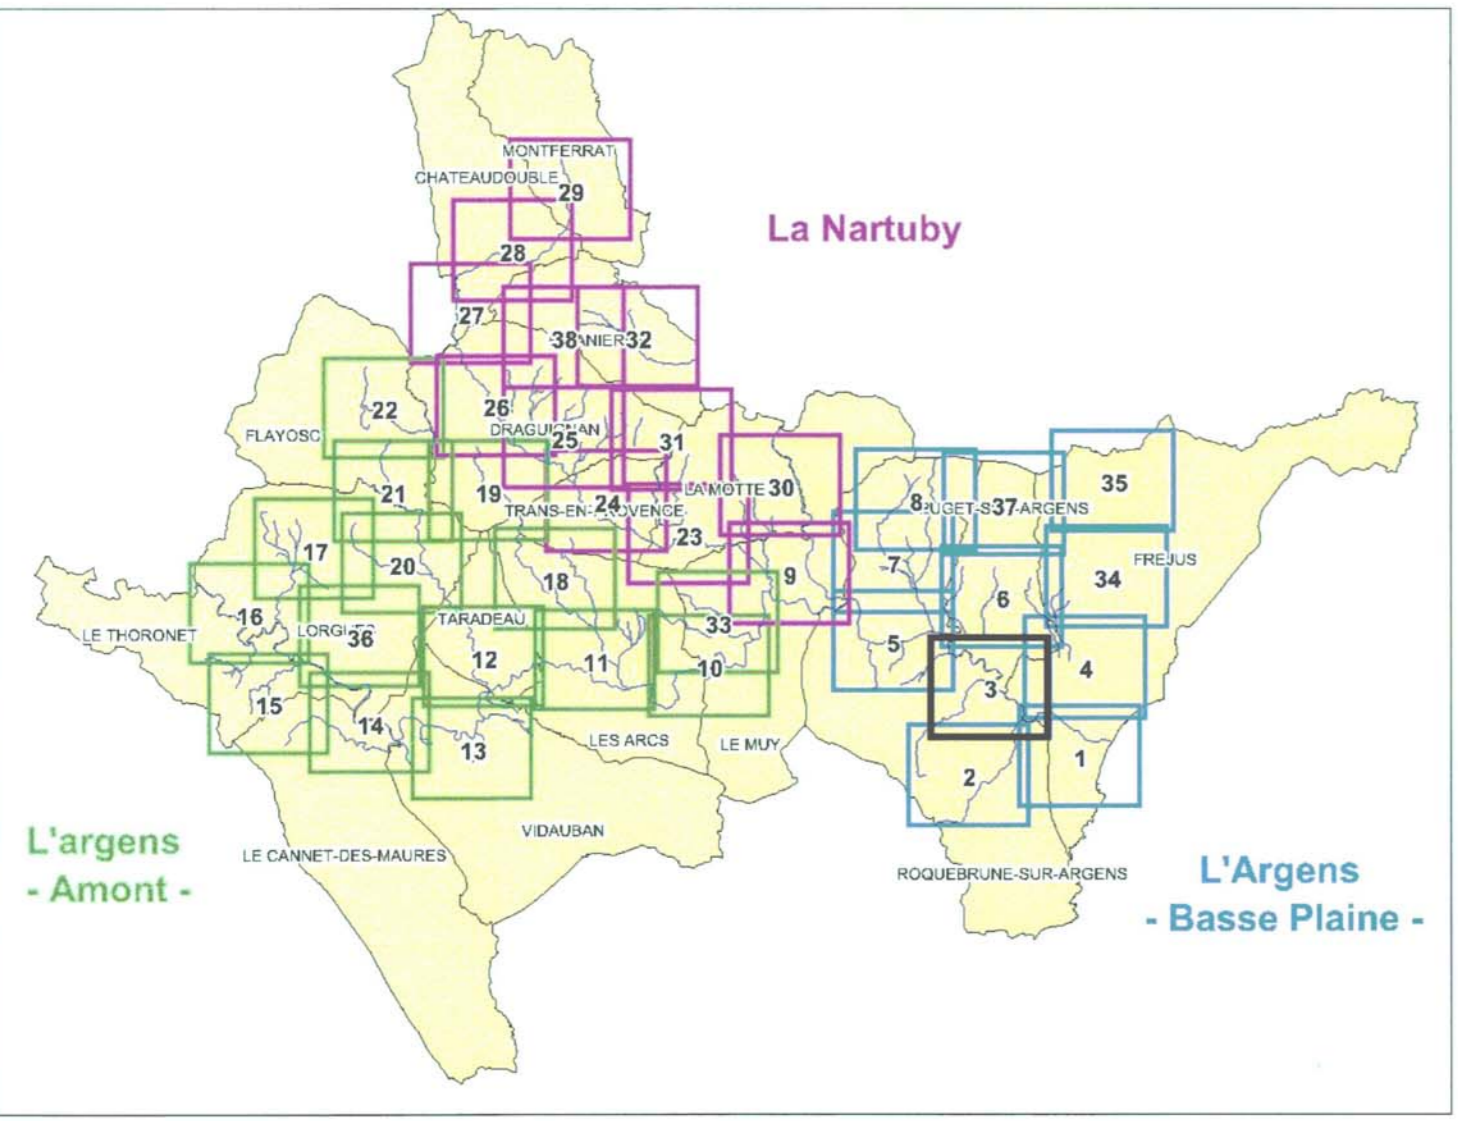 MONTFERRAT
CHATEAUDOUBLE
29
La Nartuby
28
27
38
32
22
26
FLAYOSC
DRAGUIGNAN
25
31
21
19
24
LA MOTTE
30
8
37
35
TRANS-EN-PROVENCE
23
17
20
18
9
7
34
FREJUS
6
16
LE THORONET
LORGUES
36
TARADEAU
33
5
12
11
10
3
4
15
14
13
LES ARCS
LE MUY
2
1
L'argens
- Amont -
VIDAUBAN
LE CANNET-DES-MAURES
ROQUEBRUNE-SUR-ARGENS
L'Argens
- Basse Plaine -